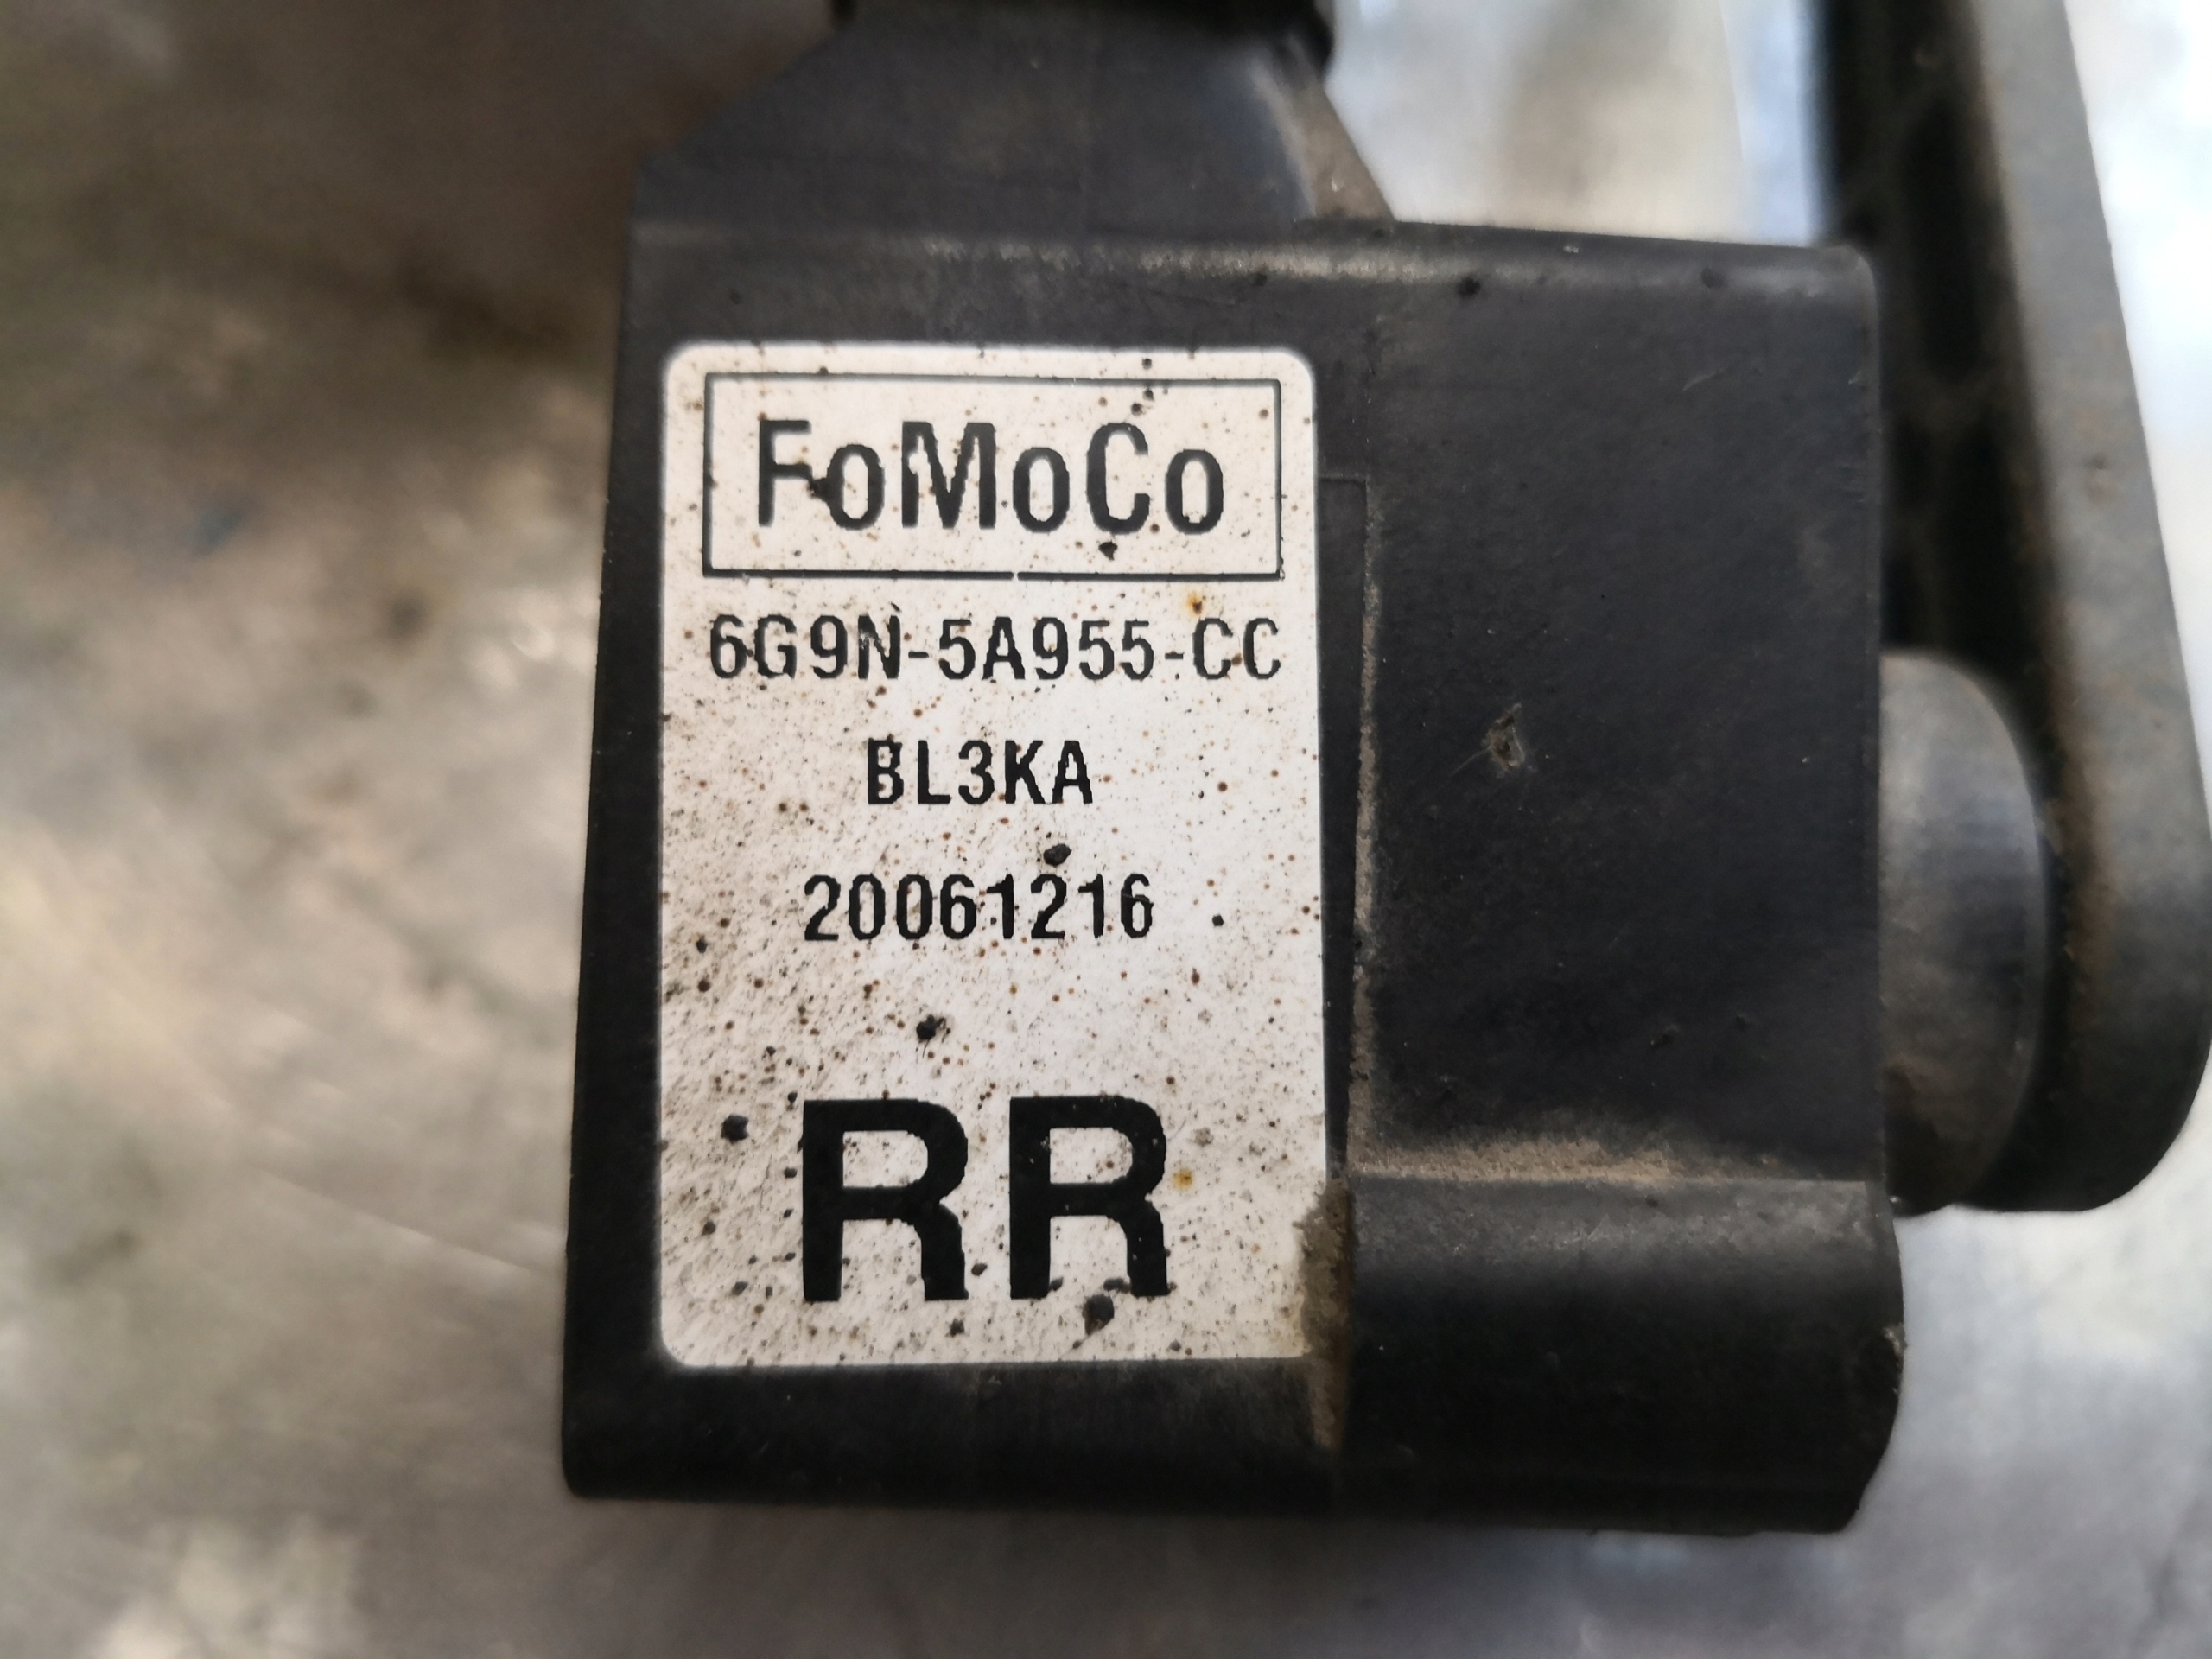 FoMoCo
6G9N-5A955-CC
BL3KA
20061216
RR